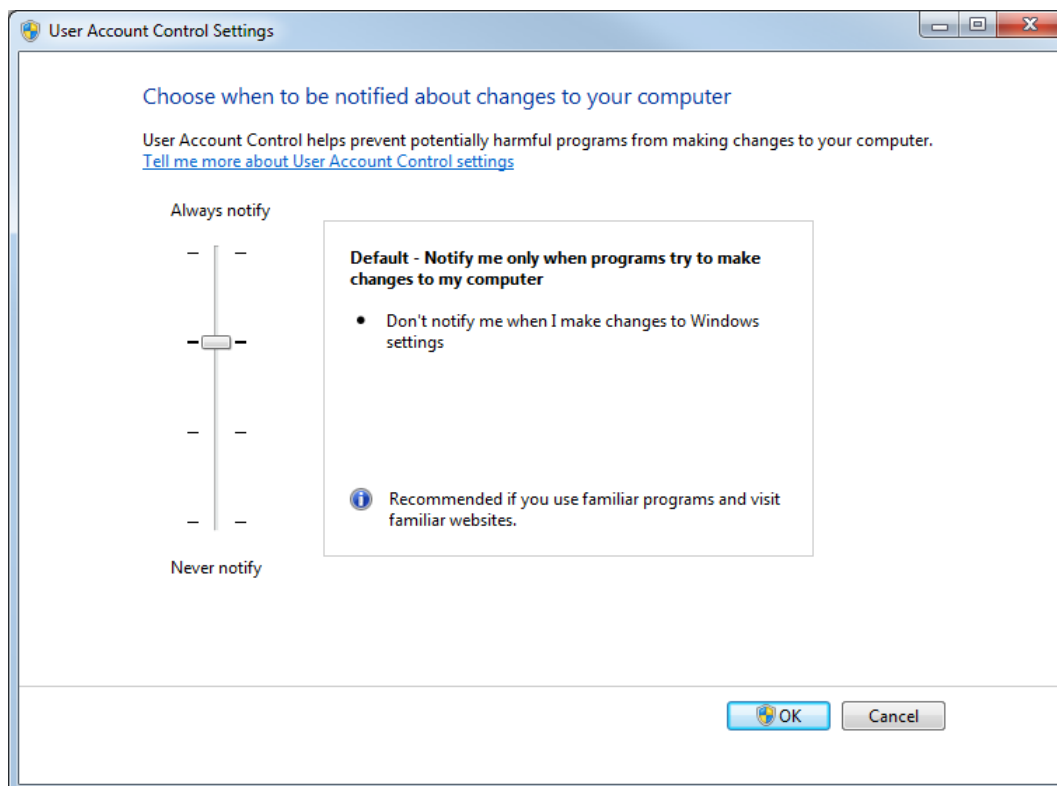 User Account Control Settings
Choose when to be notified about changes to your computer
User Account Control helps prevent potentially harmful programs from making changes to your computer.
Tell me more about User Account Control settings
Always notify
Default - Notify me only when programs try to make
changes to my computer
• Don't notify me when I make changes to Windows
settings
Recommended if you use familiar programs and visit
familiar websites.
Never notify
OK
Cancel